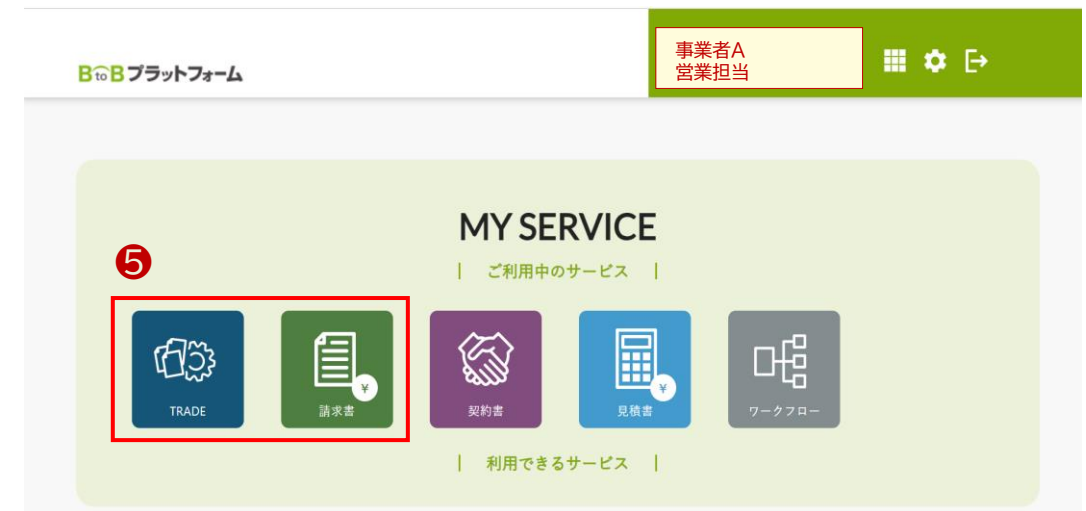 BtoBプラットフォーム
事業者A
営業担当
MY SERVICE
❺
| ご利用中のサービス |
TRADE
¥
請求書
契約書
¥
見積書
ワークフロー
| 利用できるサービス |